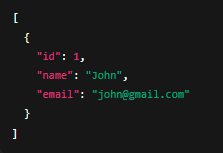 [
  {
    "id": 1,
    "name": "John",
    "email": "john@gmail.com"
  }
]